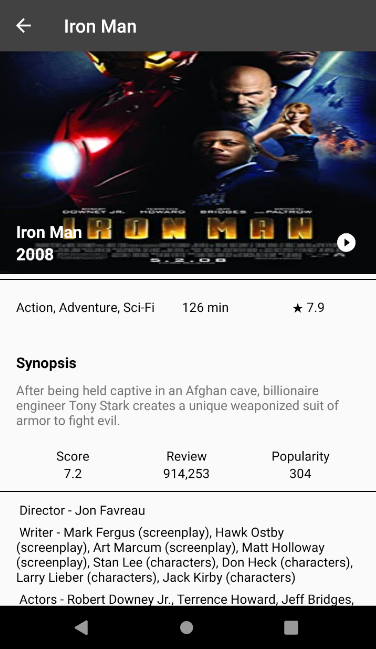 Iron Man
DOWNEY JR. HOWARD BRIDGES PALTROW
IRON MAN
Iron Man
2008
5.2.08
Action, Adventure, Sci-Fi 126 min ★ 7.9
Synopsis
After being held captive in an Afghan cave, billionaire
engineer Tony Stark creates a unique weaponized suit of
armor to fight evil.
Score Review Popularity
7.2 914,253 304
Director - Jon Favreau
Writer - Mark Fergus (screenplay), Hawk Ostby
(screenplay), Art Marcum (screenplay), Matt Holloway
(screenplay), Stan Lee (characters), Don Heck (characters),
Larry Lieber (characters), Jack Kirby (characters)
Actors - Robert Downey Jr., Terrence Howard, Jeff Bridges,